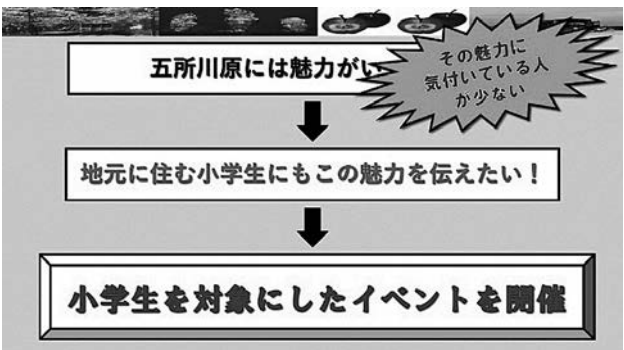 五所川原には魅力がい
その魅力に
気付いている人
が少ない
地元に住む小学生にもこの魅力を伝えたい！
小学生を対象にしたイベントを開催